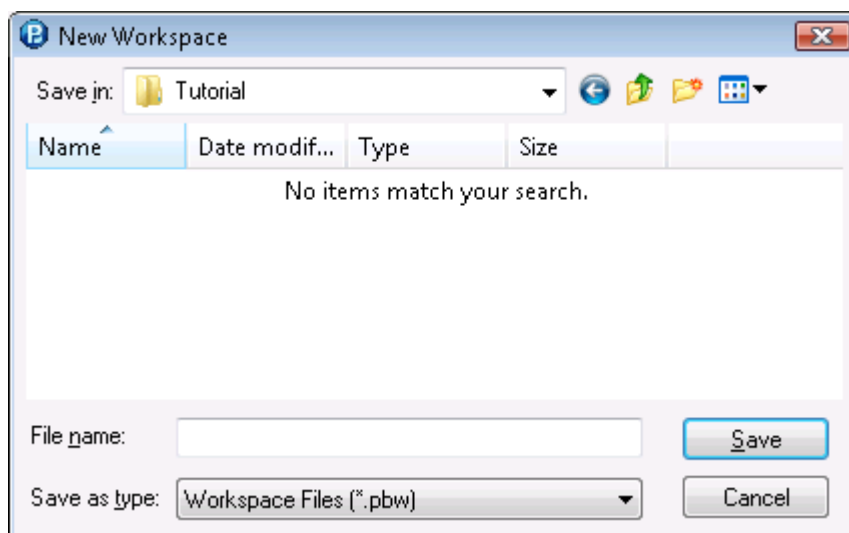 New Workspace
Save in: Tutorial
Name Date modif... Type Size
No items match your search.
File name: Save
Save as type: Workspace Files (*.pbw) Cancel